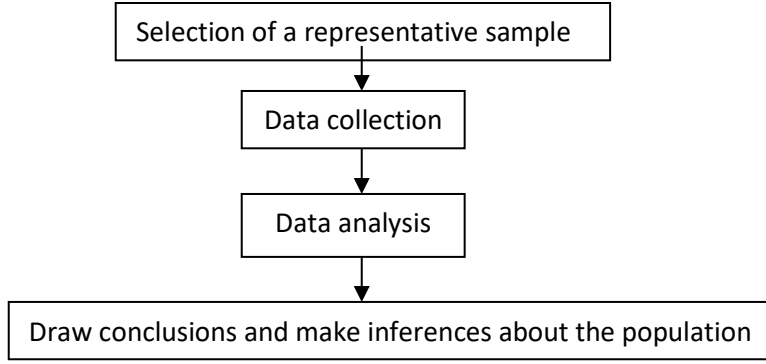 Selection of a representative sample
Data collection
Data analysis
Draw conclusions and make inferences about the population